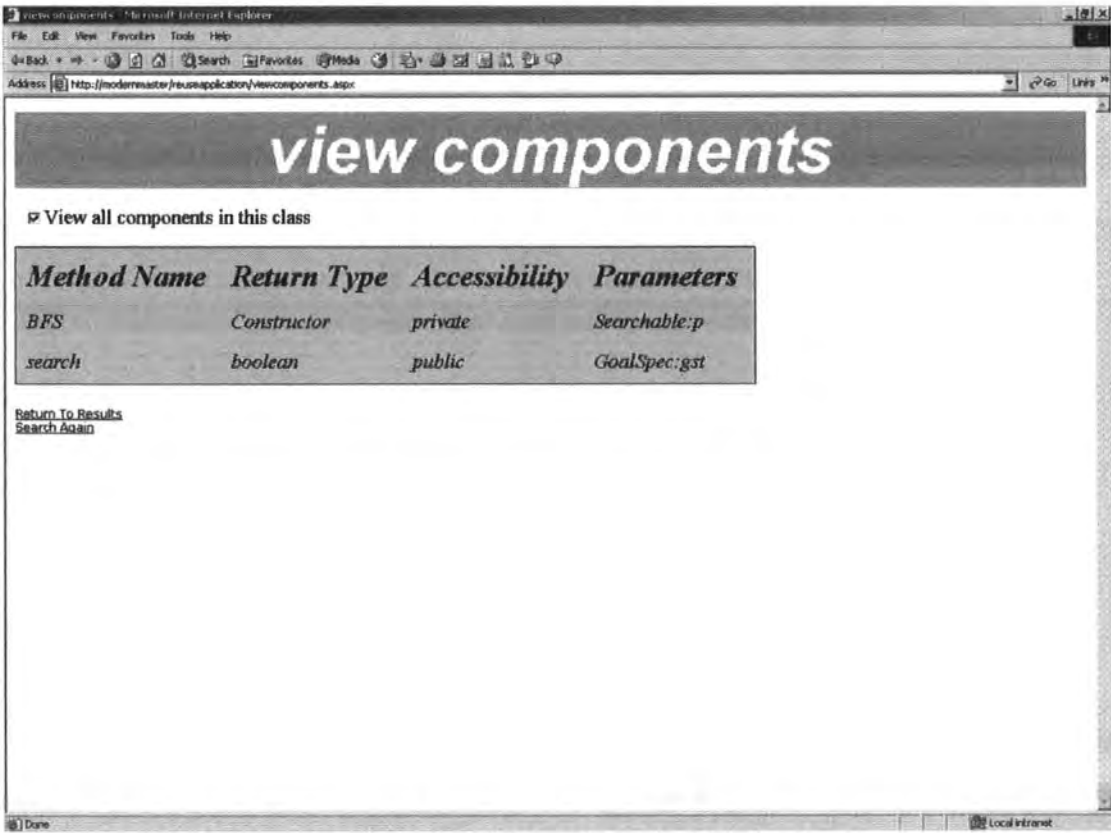 viewcomponents - Microsoft Internet Explorer
File Edit View Favorites Tools Help
Back Search Favorites Media
Address http://modernmaster/reuseapplication/viewcomponents.aspx Go Links »
view components
View all components in this class
Method Name Return Type Accessibility Parameters
BFS Constructor private Searchable:p
search boolean public GoalSpec:gst
Return To Results
Search Again
Done Local intranet